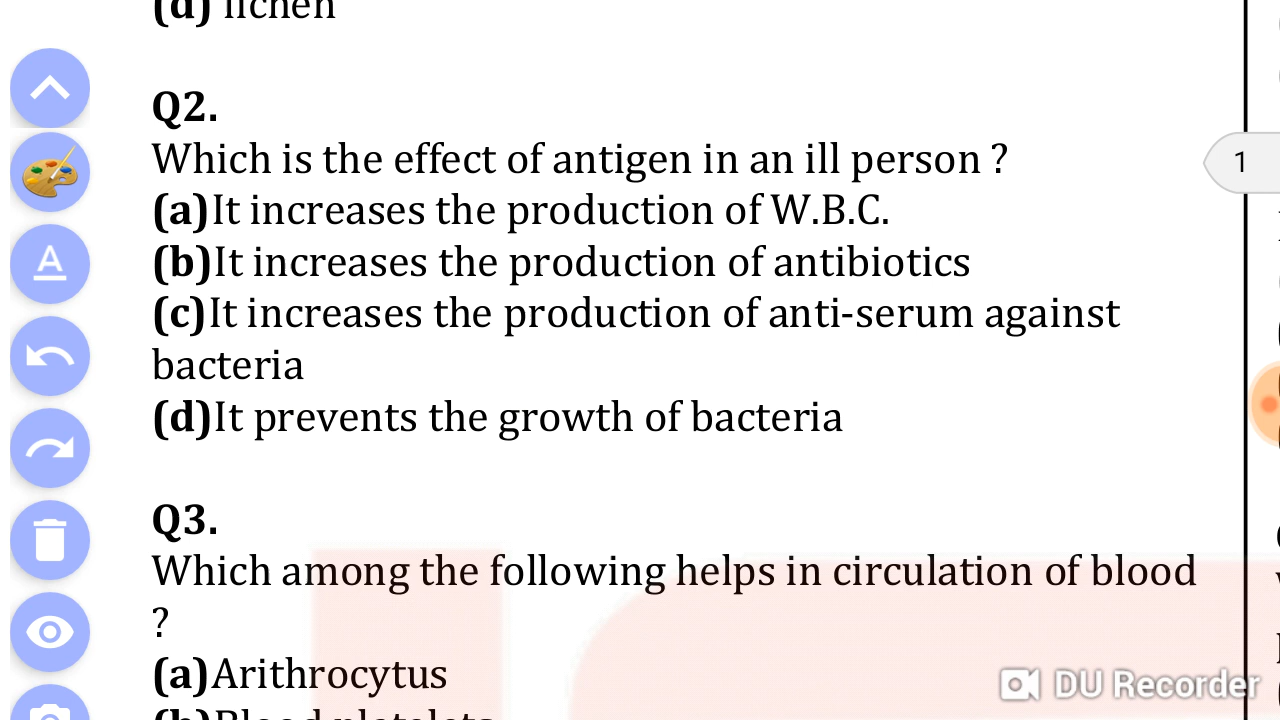 (d) lichen
Q2.
Which is the effect of antigen in an ill person ?
(a)It increases the production of W.B.C.
(b)It increases the production of antibiotics
(c)It increases the production of anti-serum against
bacteria
(d)It prevents the growth of bacteria
Q3.
Which among the following helps in circulation of blood
?
(a)Arithrocytus
(b)Blood platelets
1
A
DU Recorder